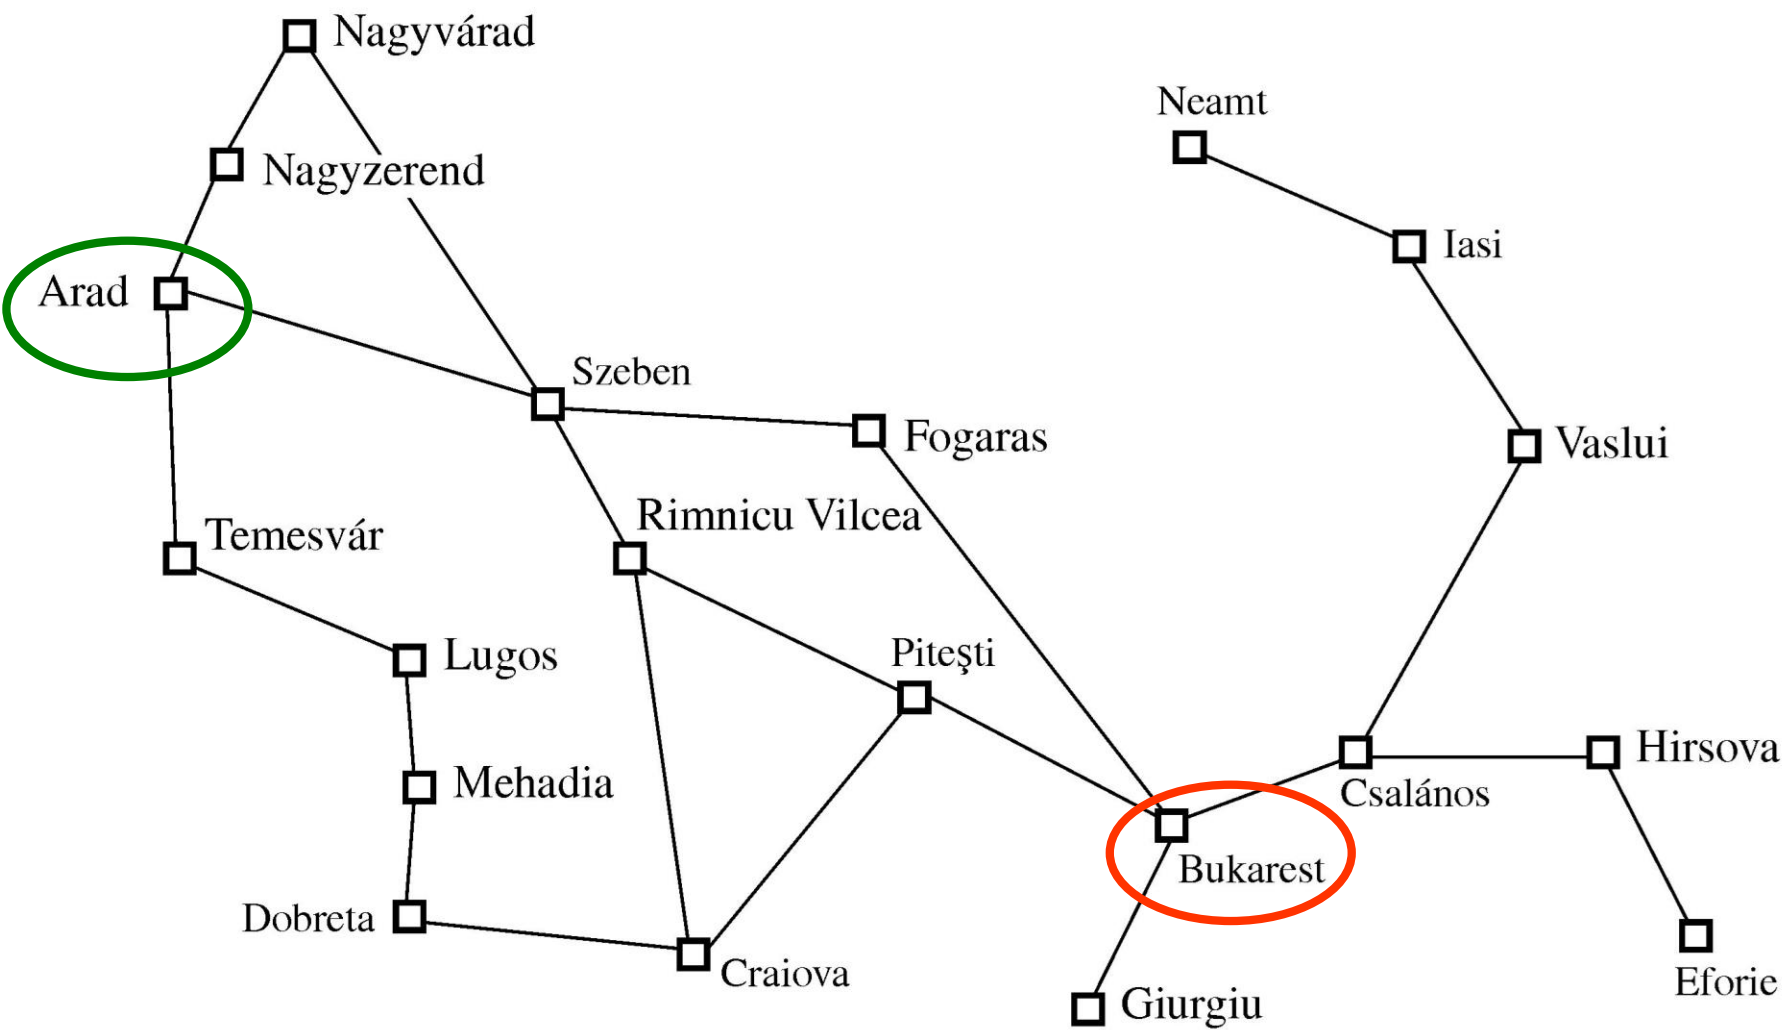 Nagyvárad
Neamt
Nagyzerend
Iasi
Arad
Szeben
Fogaras
Vaslui
Rimnicu Vilcea
Temesvár
Lugos
Piteşti
Hirsova
Mehadia
Csalános
Bukarest
Dobreta
Craiova
Eforie
Giurgiu